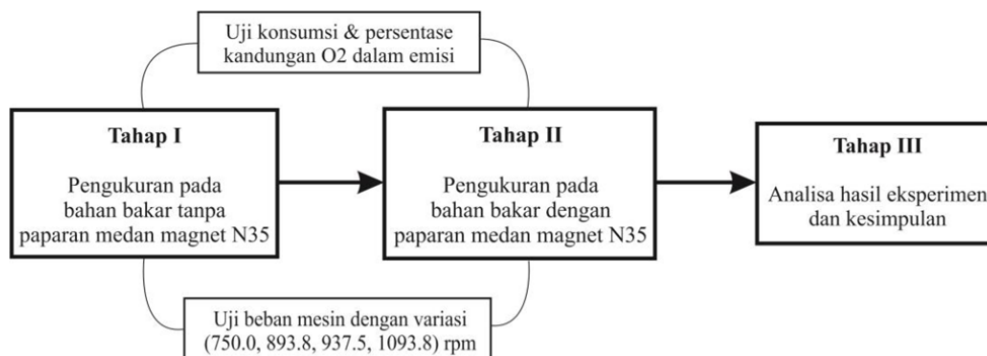 Uji konsumsi & persentase
kandungan O2 dalam emisi
Tahap I
Pengukuran pada
bahan bakar tanpa
paparan medan magnet N35
Tahap II
Pengukuran pada
bahan bakar dengan
paparan medan magnet N35
Tahap III
Analisa hasil eksperimen
dan kesimpulan
Uji beban mesin dengan variasi
(750.0, 893.8, 937.5, 1093.8) rpm